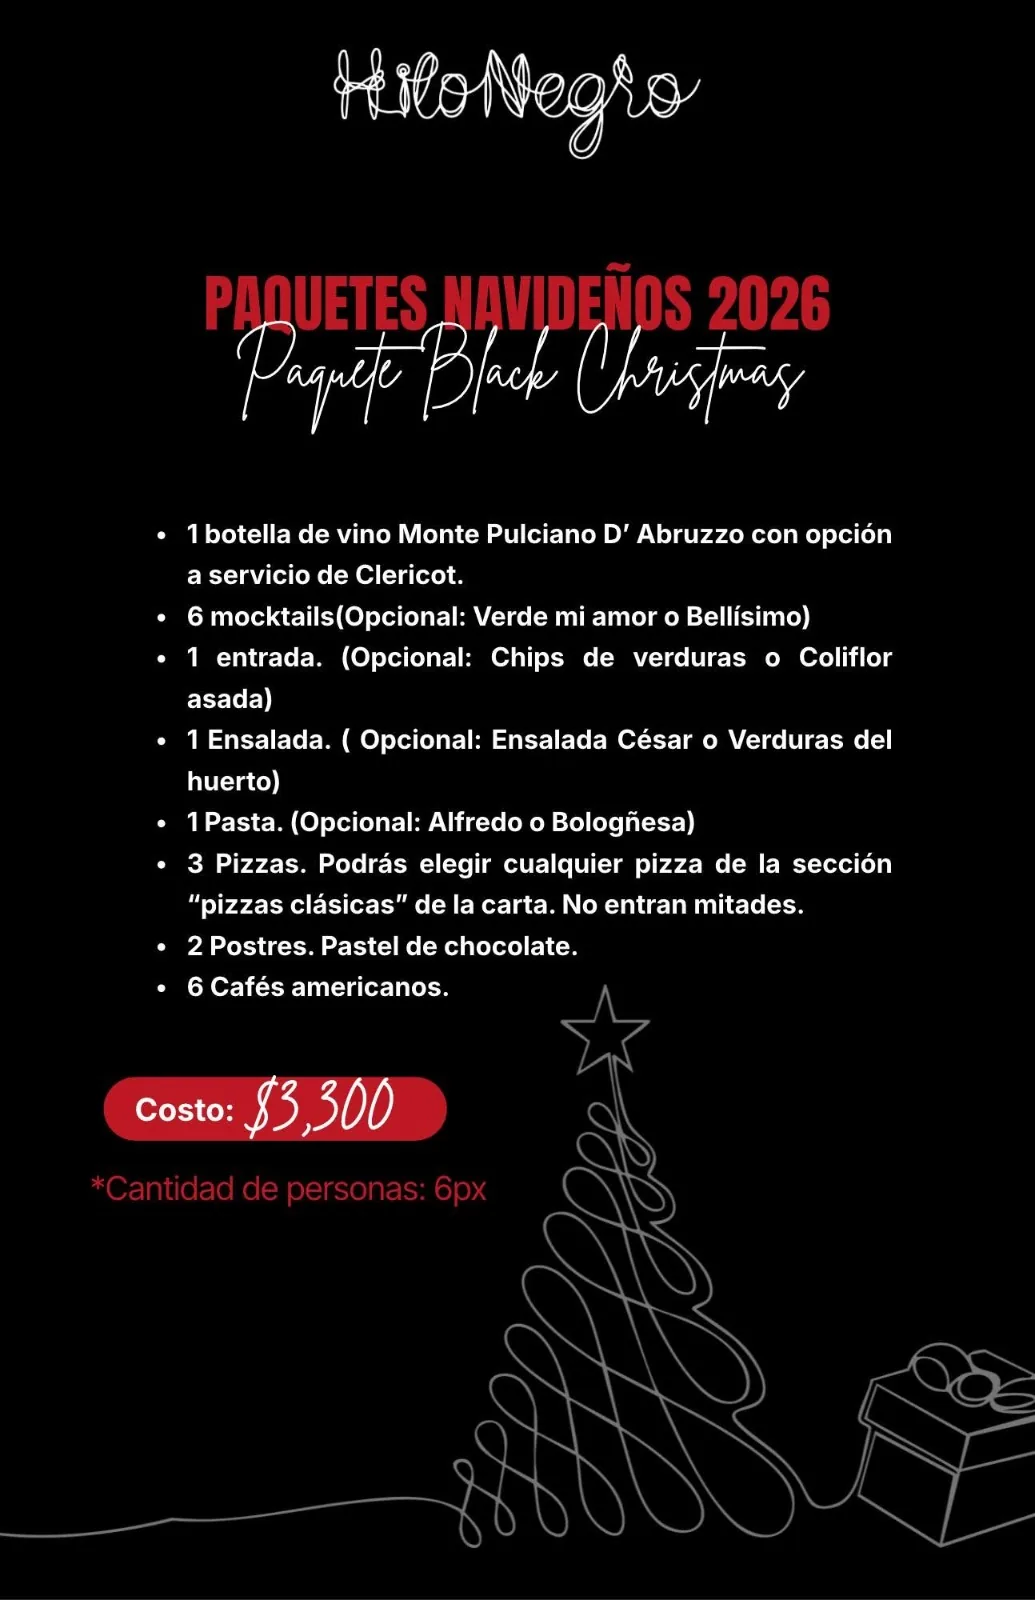 HiloNegro
PAQUETES NAVIDEÑOS 2026
Paquete Black Christmas
• 1 botella de vino Monte Pulciano D’ Abruzzo con opción
a servicio de Clericot.
• 6 mocktails(Opcional: Verde mi amor o Bellísimo)
• 1 entrada. (Opcional: Chips de verduras o Coliflor
asada)
• 1 Ensalada. ( Opcional: Ensalada César o Verduras del
huerto)
• 1 Pasta. (Opcional: Alfredo o Bologñesa)
• 3 Pizzas. Podrás elegir cualquier pizza de la sección
“pizzas clásicas” de la carta. No entran mitades.
• 2 Postres. Pastel de chocolate.
• 6 Cafés americanos.
Costo: $3,300
*Cantidad de personas: 6px